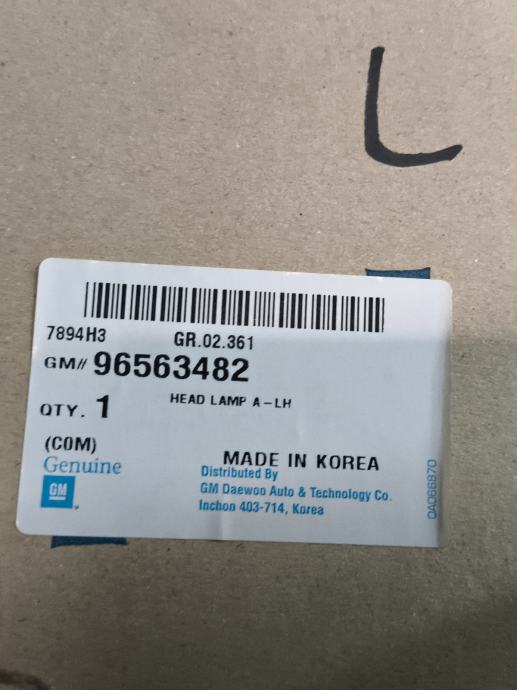 L
7894H3 GR.02.361
GM// 96563482
QTY. 1 HEAD LAMP A-LH
(COM) MADE IN KOREA
Genuine Distributed By
GM GM Daewoo Auto & Technology Co.
Inchon 403-714, Korea
0A066870